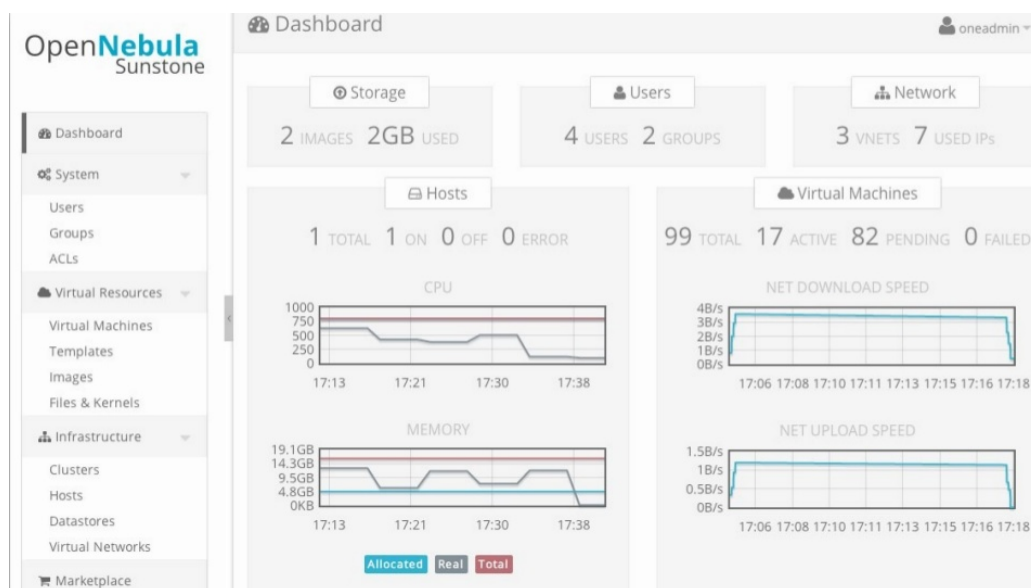 OpenNebula
Sunstone
Dashboard
System
Users
Groups
ACLs
Virtual Resources
Virtual Machines
Templates
Images
Files & Kernels
Infrastructure
Clusters
Hosts
Datastores
Virtual Networks
Marketplace
Dashboard
oneadmin
Storage
2 IMAGES 2GB USED
Users
4 USERS 2 GROUPS
Network
3 VNETS 7 USED IPs
Hosts
1 TOTAL 1 ON 0 OFF 0 ERROR
CPU
1000
750
500
250
0
17:13 17:21 17:30 17:38
MEMORY
19.1GB
14.3GB
9.5GB
4.8GB
0KB
17:13 17:21 17:30 17:38
Allocated Real Total
Virtual Machines
99 TOTAL 17 ACTIVE 82 PENDING 0 FAILED
NET DOWNLOAD SPEED
4B/s
3B/s
2B/s
1B/s
0B/s
17:06 17:08 17:10 17:11 17:13 17:15 17:16 17:18
NET UPLOAD SPEED
1.5B/s
1B/s
0.5B/s
0B/s
17:06 17:08 17:10 17:11 17:13 17:15 17:16 17:18